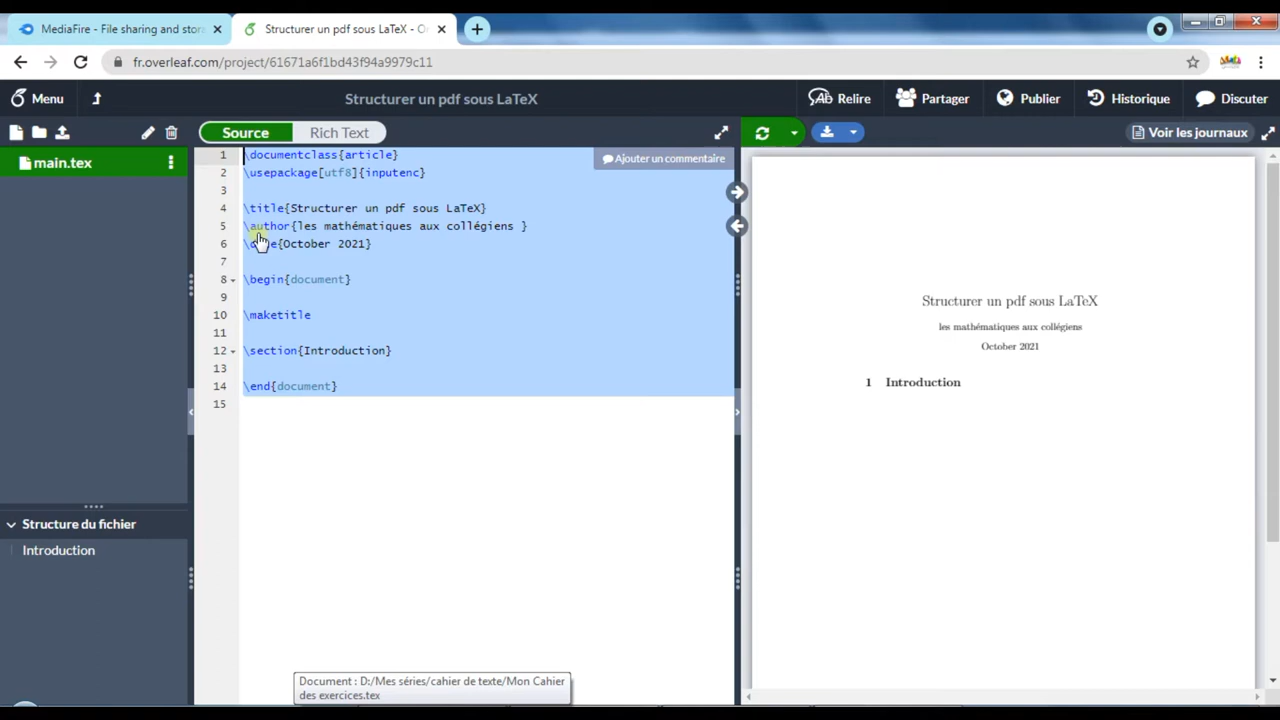 MediaFire - File sharing and stora
Structurer un pdf sous LaTeX - O
fr.overleaf.com/project/61671a6f1bd43f94a9979c11
Menu
Structurer un pdf sous LaTeX
Relire
Partager
Publier
Historique
Discuter
Source
Rich Text
Voir les journaux
main.tex
Ajouter un commentaire
1 \documentclass{article}
2 \usepackage[utf8]{inputenc}
3
4 \title{Structurer un pdf sous LaTeX}
5 \author{les mathématiques aux collégiens }
6 {October 2021}
7
8 \begin{document}
9
10 \maketitle
11
12 \section{Introduction}
13
14 \end{document}
15
Structure du fichier
Introduction
Structurer un pdf sous LaTeX
les mathématiques aux collégiens
October 2021
1 Introduction
Document : D:/Mes séries/cahier de texte/Mon Cahier
des exercices.tex